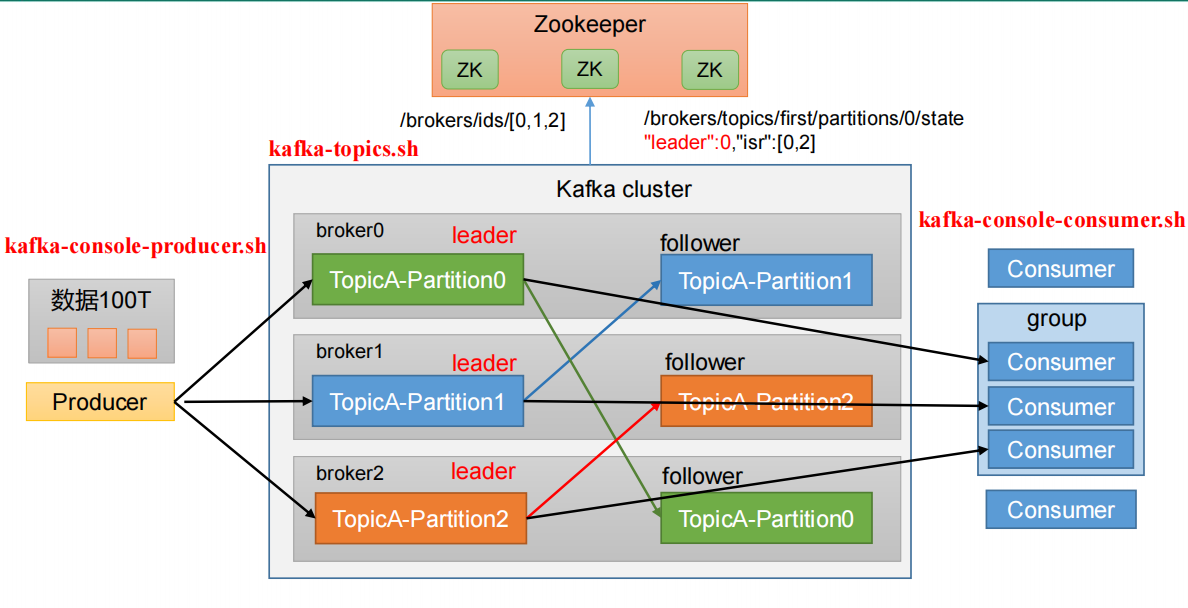 Zookeeper
ZK
ZK
ZK
/brokers/ids/[0,1,2]
/brokers/topics/first/partitions/0/state
"leader":0,"isr":[0,2]
kafka-topics.sh
Kafka cluster
kafka-console-producer.sh
kafka-console-consumer.sh
数据100T
Producer
broker0
leader
follower
TopicA-Partition0
TopicA-Partition1
broker1
leader
follower
TopicA-Partition1
TopicA-Partition2
broker2
leader
follower
TopicA-Partition2
TopicA-Partition0
Consumer
group
Consumer
Consumer
Consumer
Consumer